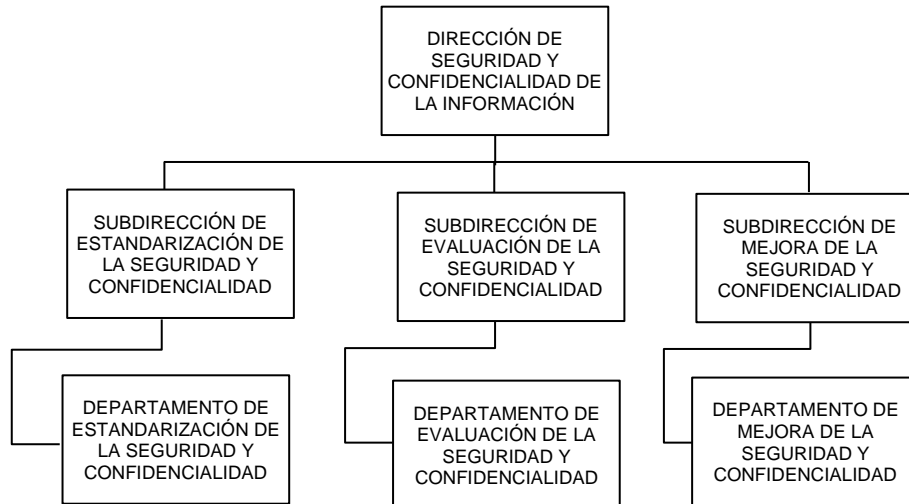 DIRECCIÓN DE
SEGURIDAD Y
CONFIDENCIALIDAD DE
LA INFORMACIÓN
SUBDIRECCIÓN DE
ESTANDARIZACIÓN DE
LA SEGURIDAD Y
CONFIDENCIALIDAD
SUBDIRECCIÓN DE
EVALUACIÓN DE LA
SEGURIDAD Y
CONFIDENCIALIDAD
SUBDIRECCIÓN DE
MEJORA DE LA
SEGURIDAD Y
CONFIDENCIALIDAD
DEPARTAMENTO DE
ESTANDARIZACIÓN DE
LA SEGURIDAD Y
CONFIDENCIALIDAD
DEPARTAMENTO DE
EVALUACIÓN DE LA
SEGURIDAD Y
CONFIDENCIALIDAD
DEPARTAMENTO DE
MEJORA DE LA
SEGURIDAD Y
CONFIDENCIALIDAD